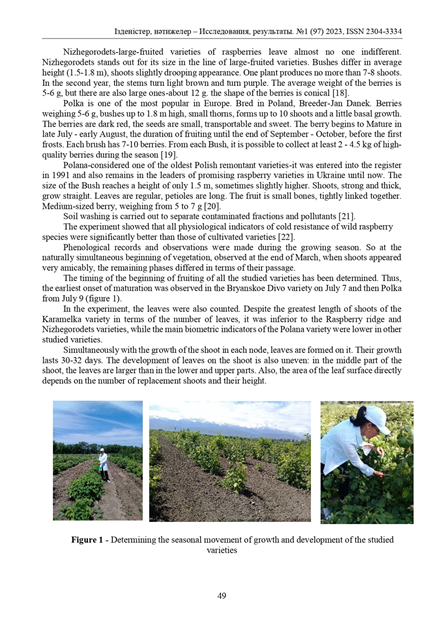 Ізденістер, нәтижелер – Исследования, результаты. №1 (97) 2023, ISSN 2304-3334
Nizhegorodets-large-fruited varieties of raspberries leave almost no one indifferent.
Nizhegorodets stands out for its size in the line of large-fruited varieties. Bushes differ in average
height (1.5-1.8 m), shoots slightly drooping appearance. One plant produces no more than 7-8 shoots.
In the second year, the stems turn light brown and turn purple. The average weight of the berries is
5-6 g, but there are also large ones-about 12 g. the shape of the berries is conical [18].
Polka is one of the most popular in Europe. Bred in Poland, Breeder-Jan Danek. Berries
weighing 5-6 g, bushes up to 1.8 m high, small thorns, forms up to 10 shoots and a little basal growth.
The berries are dark red, the seeds are small, transportable and sweet. The berry begins to Mature in
late July - early August, the duration of fruiting until the end of September - October, before the first
frosts. Each brush has 7-10 berries. From each Bush, it is possible to collect at least 2 - 4.5 kg of high-
quality berries during the season [19].
Polana-considered one of the oldest Polish remontant varieties-it was entered into the register
in 1991 and also remains in the leaders of promising raspberry varieties in Ukraine until now. The
size of the Bush reaches a height of only 1.5 m, sometimes slightly higher. Shoots, strong and thick,
grow straight. Leaves are regular, petioles are long. The fruit is small bones, tightly linked together.
Medium-sized berry, weighing from 5 to 7 g [20].
Soil washing is carried out to separate contaminated fractions and pollutants [21].
The experiment showed that all physiological indicators of cold resistance of wild raspberry
species were significantly better than those of cultivated varieties [22].
Phenological records and observations were made during the growing season. So at the
naturally simultaneous beginning of vegetation, observed at the end of March, when shoots appeared
very amicably, the remaining phases differed in terms of their passage.
The timing of the beginning of fruiting of all the studied varieties has been determined. Thus,
the earliest onset of maturation was observed in the Bryanskoe Divo variety on July 7 and then Polka
from July 9 (figure 1).
In the experiment, the leaves were also counted. Despite the greatest length of shoots of the
Karamelka variety in terms of the number of leaves, it was inferior to the Raspberry ridge and
Nizhegorodets varieties, while the main biometric indicators of the Polana variety were lower in other
studied varieties.
Simultaneously with the growth of the shoot in each node, leaves are formed on it. Their growth
lasts 30-32 days. The development of leaves on the shoot is also uneven: in the middle part of the
shoot, the leaves are larger than in the lower and upper parts. Also, the area of the leaf surface directly
depends on the number of replacement shoots and their height.
Figure 1 - Determining the seasonal movement of growth and development of the studied
varieties
49